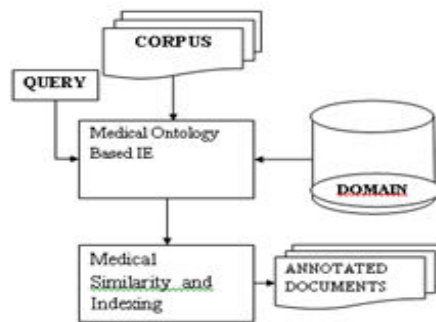 CORPUS
QUERY
Medical Ontology
Based IE
DOMAIN
Medical
Similarity and
Indexing
ANNOTATED
DOCUMENTS